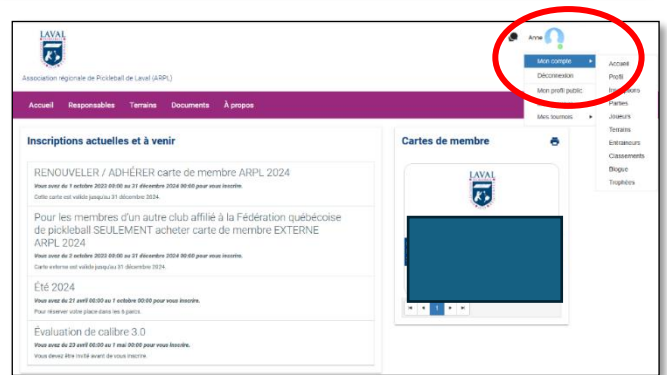 LAVAL
Anne
Association régionale de Pickleball de Laval (ARPL)
Mon compte
Déconnexion
Mon profil public
Mes tournois
Accueil
Profil
Parties
Joueurs
Terrains
Entraineurs
Classements
Blogue
Trophées
Accueil Responsables Terrains Documents À propos
Inscriptions actuelles et à venir
RENOUVELER / ADHÉRER carte de membre ARPL 2024
Vous avez du 1 octobre 2023 00:00 au 31 décembre 2024 00:00 pour vous inscrire.
Cette carte est valide jusqu'au 31 décembre 2024.
Pour les membres d'un autre club affilié à la Fédération québécoise
de pickleball SEULEMENT acheter carte de membre EXTERNE
ARPL 2024
Vous avez du 2 octobre 2023 00:00 au 31 décembre 2024 00:00 pour vous inscrire.
Carte externe est valide jusqu'au 31 décembre 2024.
Été 2024
Vous avez du 21 avril 00:00 au 1 octobre 00:00 pour vous inscrire.
Pour réserver votre place dans les 6 parcs
Évaluation de calibre 3.0
Vous avez du 23 avril 00:00 au 1 mai 00:00 pour vous inscrire.
Vous devez être invité avant de vous inscrire.
Cartes de membre
LAVAL
1